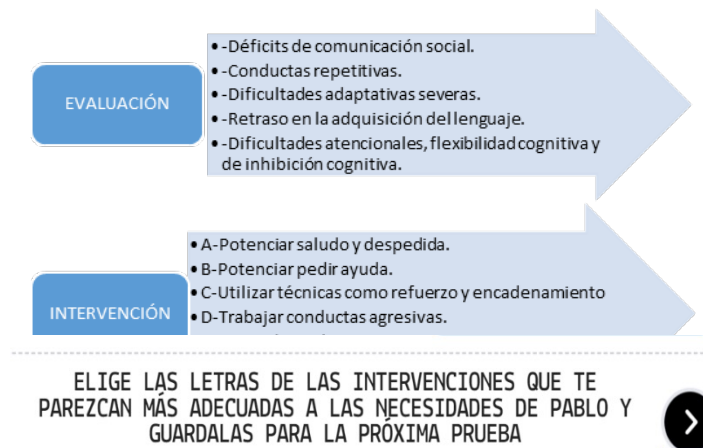 EVALUACIÓN
•-Déficits de comunicación social.
•-Conductas repetitivas.
•-Dificultades adaptativas severas.
•-Retraso en la adquisición del lenguaje.
•-Dificultades atencionales, flexibilidad cognitiva y
de inhibición cognitiva.
INTERVENCIÓN
•A-Potenciar saludo y despedida.
•B-Potenciar pedir ayuda.
•C-Utilizar técnicas como refuerzo y encadenamiento
•D-Trabajar conductas agresivas.
ELIGE LAS LETRAS DE LAS INTERVENCIONES QUE TE
PAREZCAN MÁS ADECUADAS A LAS NECESIDADES DE PABLO Y
GUARDALAS PARA LA PRÓXIMA PRUEBA